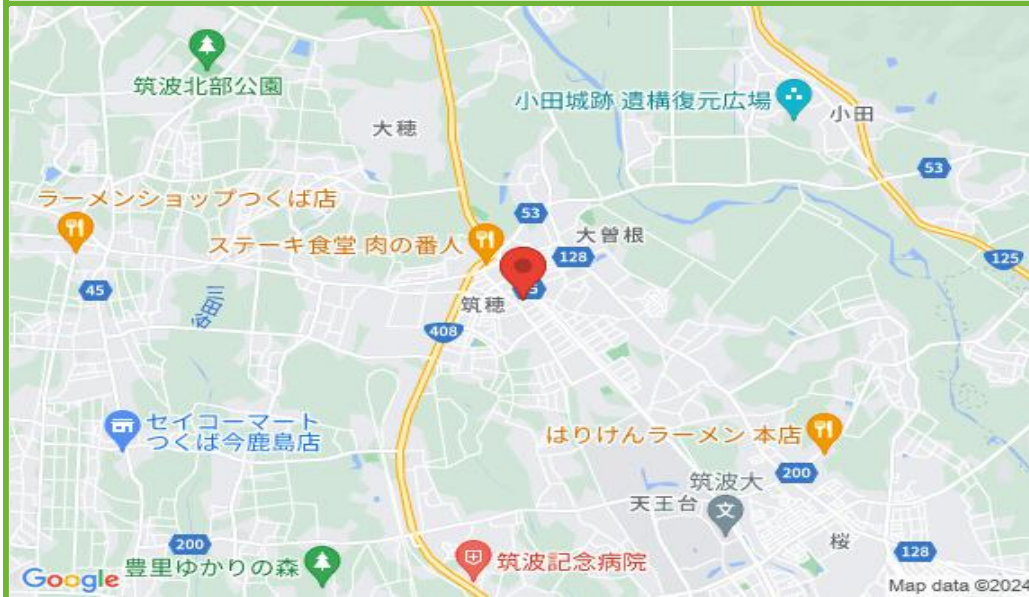 筑波北部公園
小田城跡 遺構復元広場
小田
大穂
53
ラーメンショップつくば店
53
ステーキ食堂 肉の番人
大曽根
128
125
45
筑穂
408
セイコーマート
つくば今鹿島店
はりけんラーメン 本店
200
筑波大
天王台
文
桜
200
128
豊里ゆかりの森
筑波記念病院
Google
Map data ©2024